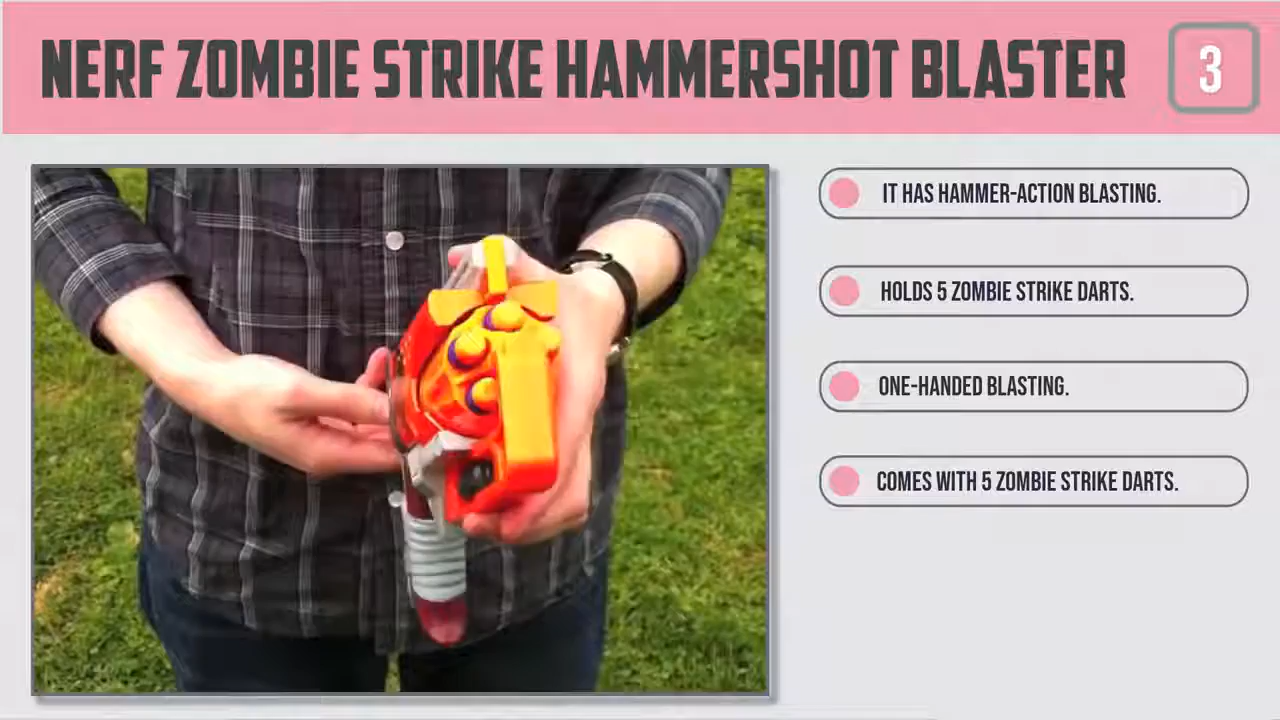 NERF ZOMBIE STRIKE HAMMERSHOT BLASTER
3
IT HAS HAMMER-ACTION BLASTING.
HOLDS 5 ZOMBIE STRIKE DARTS.
ONE-HANDED BLASTING.
COMES WITH 5 ZOMBIE STRIKE DARTS.